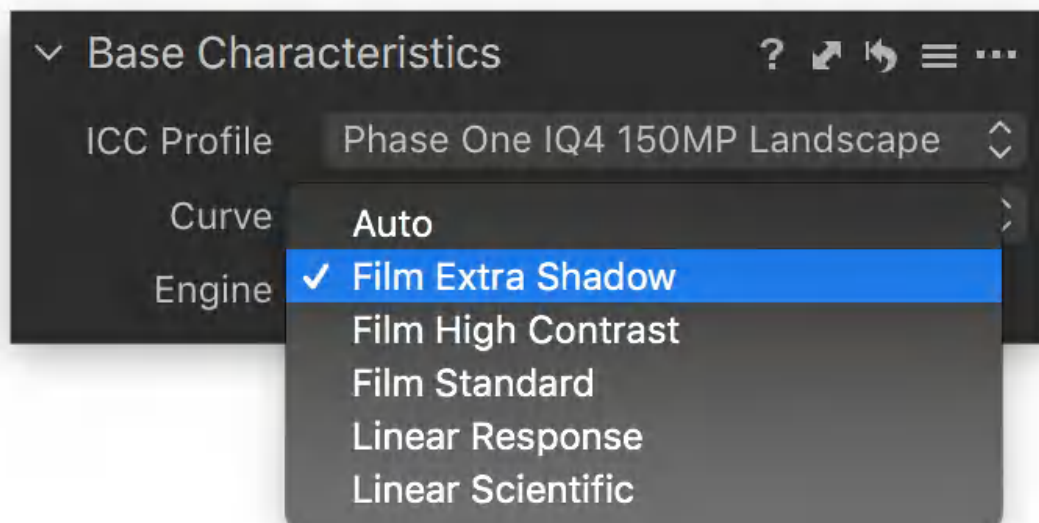 Base Characteristics ?
ICC Profile Phase One IQ4 150MP Landscape
Curve
Auto
✓ Film Extra Shadow
Engine
Film High Contrast
Film Standard
Linear Response
Linear Scientific